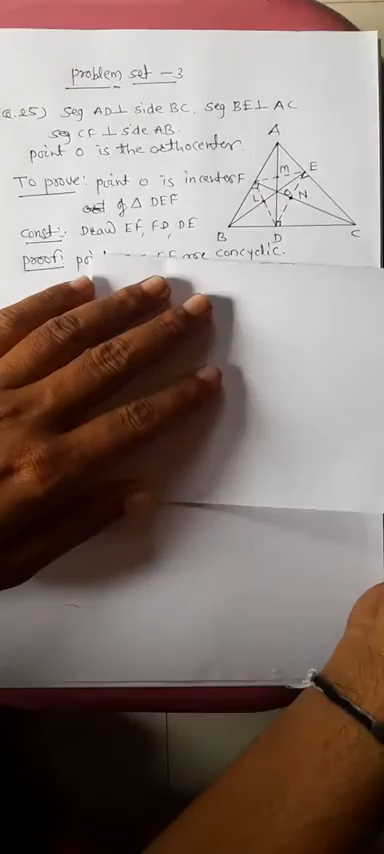 problem set - 3
Q.25) seg AD⊥ side BC. seg BE⊥ AC
seg CF ⊥ side AB.
point O is the orthocenter.
To prove: point O is incenter
of Δ DEF
const:. Draw EF, FD, DE
proof: are concyclic.
A
M
E
F
L
O
N
B
D
C